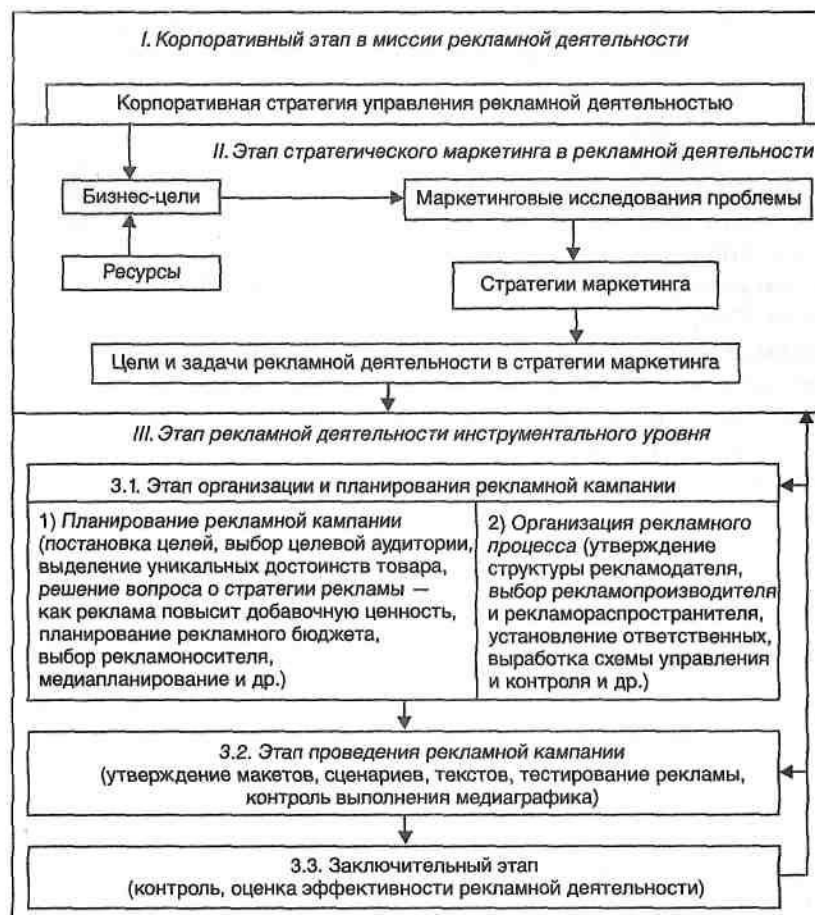 I. Корпоративный этап в миссии рекламной деятельности
Корпоративная стратегия управления рекламной деятельностью
II. Этап стратегического маркетинга в рекламной деятельности
Бизнес-цели
Маркетинговые исследования проблемы
Ресурсы
Стратегии маркетинга
Цели и задачи рекламной деятельности в стратегии маркетинга
III. Этап рекламной деятельности инструментального уровня
3.1. Этап организации и планирования рекламной кампании
1) Планирование рекламной кампании
(постановка целей, выбор целевой аудитории,
выделение уникальных достоинств товара,
решение вопроса о стратегии рекламы —
как реклама повысит добавочную ценность,
планирование рекламного бюджета,
выбор рекламоносителя,
медиапланирование и др.)
2) Организация рекламного
процесса (утверждение
структуры рекламодателя,
выбор рекламопроизводителя
и рекламораспространителя,
установление ответственных,
выработка схемы управления
и контроля и др.)
3.2. Этап проведения рекламной кампании
(утверждение макетов, сценариев, текстов, тестирование рекламы,
контроль выполнения медиаграфика)
3.3. Заключительный этап
(контроль, оценка эффективности рекламной деятельности)